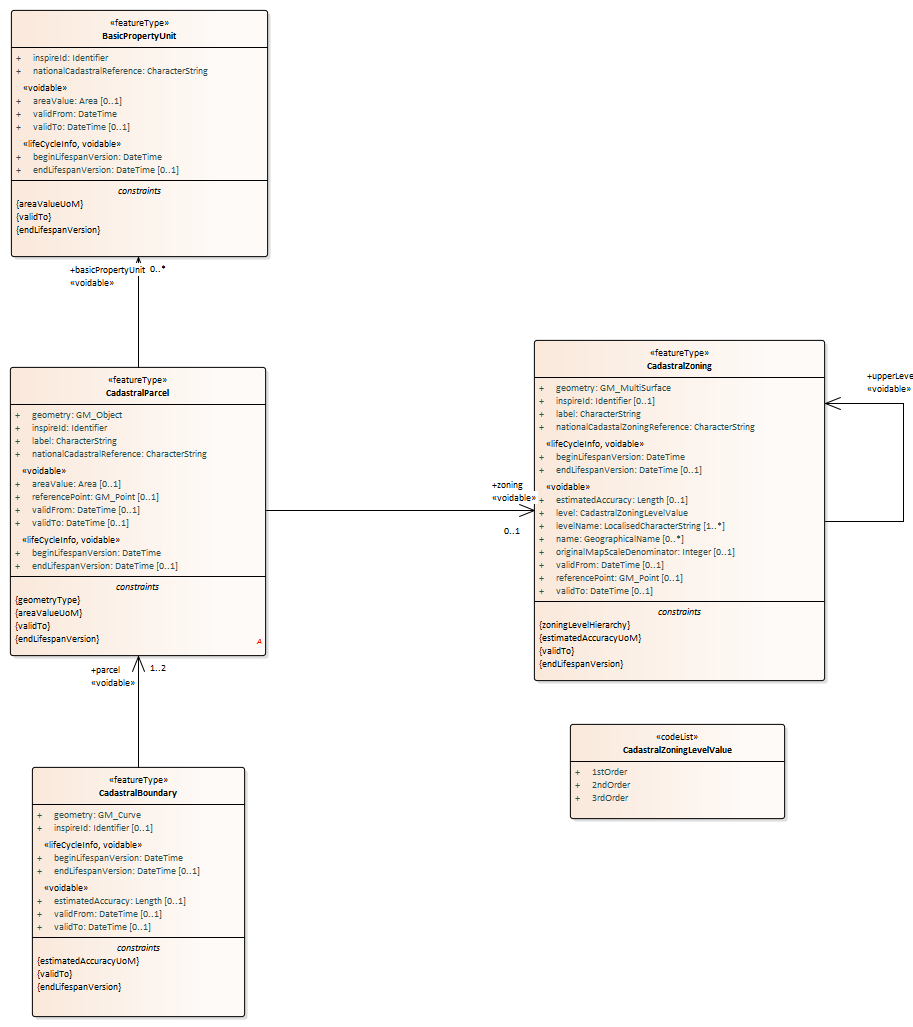 «featureType»
BasicPropertyUnit
+ inspireId: Identifier
+ nationalCadastralReference: CharacterString
«voidable»
+ areaValue: Area [0..1]
+ validFrom: DateTime
+ validTo: DateTime [0..1]
«lifeCycleInfo, voidable»
+ beginLifespanVersion: DateTime
+ endLifespanVersion: DateTime [0..1]
constraints
{areaValueUoM}
{validTo}
{endLifespanVersion}
+basicPropertyUnit 0..*
«voidable»
«featureType»
CadastralParcel
+ geometry: GM_Object
+ inspireId: Identifier
+ label: CharacterString
+ nationalCadastralReference: CharacterString
«voidable»
+ areaValue: Area [0..1]
+ referencePoint: GM_Point [0..1]
+ validFrom: DateTime [0..1]
+ validTo: DateTime [0..1]
«lifeCycleInfo, voidable»
+ beginLifespanVersion: DateTime
+ endLifespanVersion: DateTime [0..1]
constraints
{geometryType}
{areaValueUoM}
{validTo}
{endLifespanVersion}
A
+zoning
«voidable»
0..1
«featureType»
CadastralZoning
+ geometry: GM_MultiSurface
+ inspireId: Identifier [0..1]
+ label: CharacterString
+ nationalCadastalZoningReference: CharacterString
«lifeCycleInfo, voidable»
+ beginLifespanVersion: DateTime
+ endLifespanVersion: DateTime [0..1]
«voidable»
+ estimatedAccuracy: Length [0..1]
+ level: CadastralZoningLevelValue
+ levelName: LocalisedCharacterString [1..*]
+ name: GeographicalName [0..*]
+ originalMapScaleDenominator: Integer [0..1]
+ validFrom: DateTime [0..1]
+ referencePoint: GM_Point [0..1]
+ validTo: DateTime [0..1]
constraints
{zoningLevelHierarchy}
{estimatedAccuracyUoM}
{validTo}
{endLifespanVersion}
+upperLeve
«voidable»
+parcel 1..2
«voidable»
«featureType»
CadastralBoundary
+ geometry: GM_Curve
+ inspireId: Identifier [0..1]
«lifeCycleInfo, voidable»
+ beginLifespanVersion: DateTime
+ endLifespanVersion: DateTime [0..1]
«voidable»
+ estimatedAccuracy: Length [0..1]
+ validFrom: DateTime [0..1]
+ validTo: DateTime [0..1]
constraints
{estimatedAccuracyUoM}
{validTo}
{endLifespanVersion}
«codeList»
CadastralZoningLevelValue
+ 1stOrder
+ 2ndOrder
+ 3rdOrder